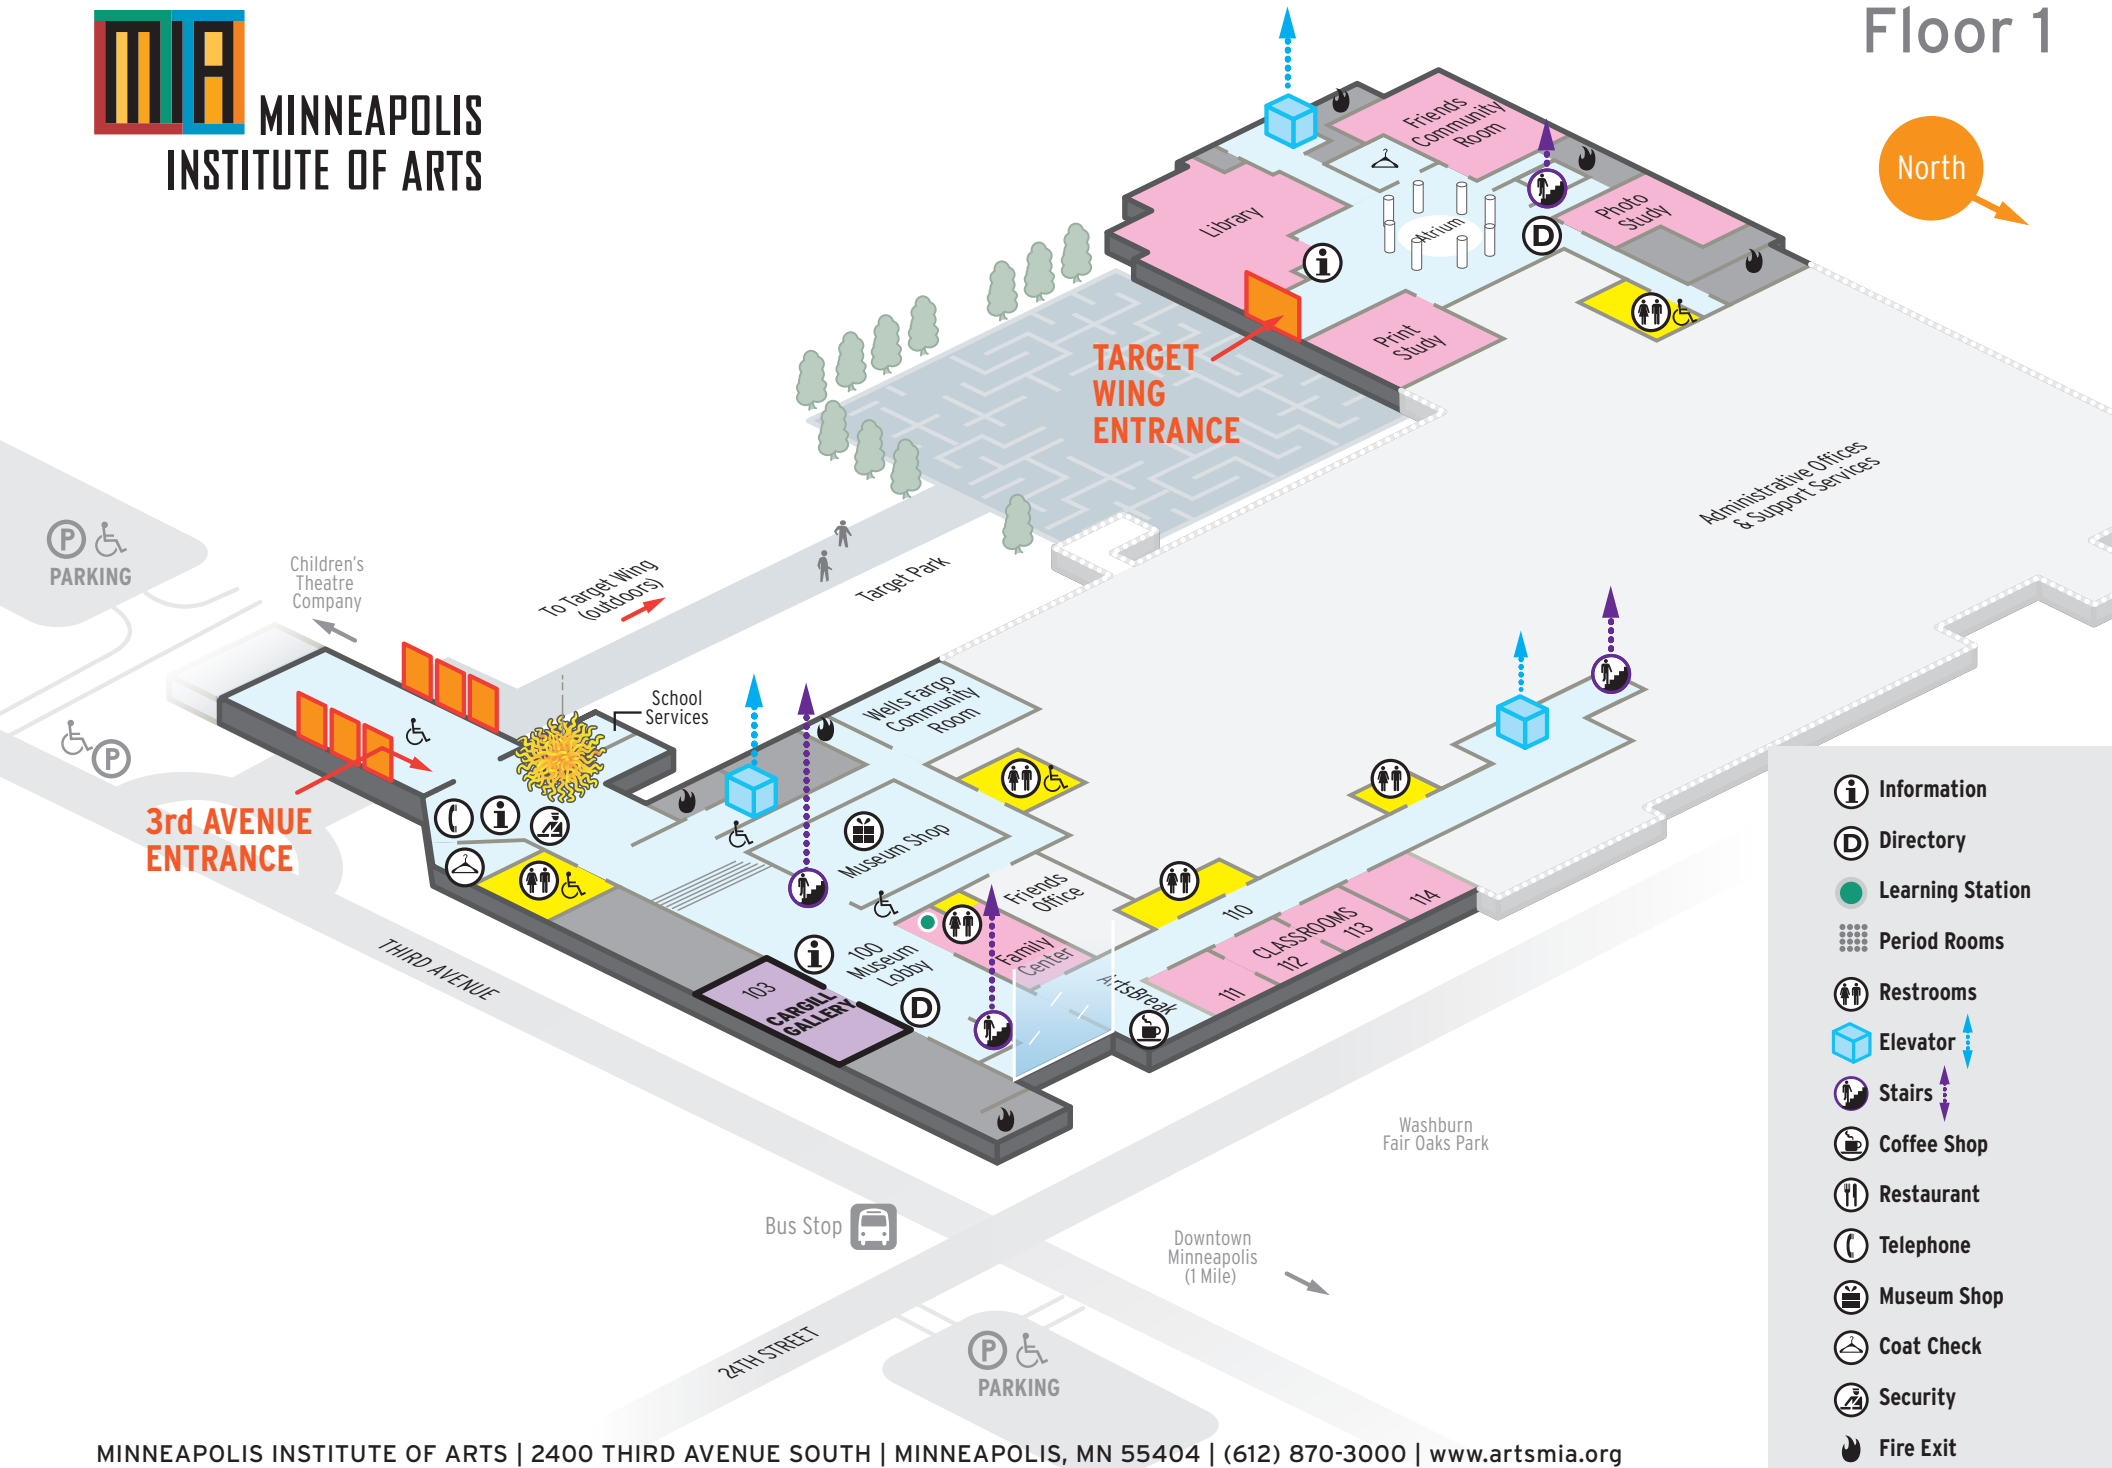 MIA
MINNEAPOLIS
INSTITUTE OF ARTS
Floor 1
North
Friends
Community
Room
Library
Atrium
Photo
Study
D
Print
Study
TARGET
WING
ENTRANCE
Administrative Offices
& Support Services
P
PARKING
Children's
Theatre
Company
To Target Wing
(outdoors)
Target Park
P
School
Services
Wells Fargo
Community
Room
3rd AVENUE
ENTRANCE
Museum Shop
Friends
Office
THIRD AVENUE
100
Museum
Lobby
Family
Center
103
CARGILL
GALLERY
D
ArtsBreak
110
111
112
CLASSROOMS
113
114
Washburn
Fair Oaks Park
Bus Stop
Downtown
Minneapolis
(1 Mile)
24TH STREET
P
PARKING
Information
D Directory
Learning Station
Period Rooms
Restrooms
Elevator
Stairs
Coffee Shop
Restaurant
Telephone
Museum Shop
Coat Check
Security
Fire Exit
MINNEAPOLIS INSTITUTE OF ARTS | 2400 THIRD AVENUE SOUTH | MINNEAPOLIS, MN 55404 | (612) 870-3000 | www.artsmia.org